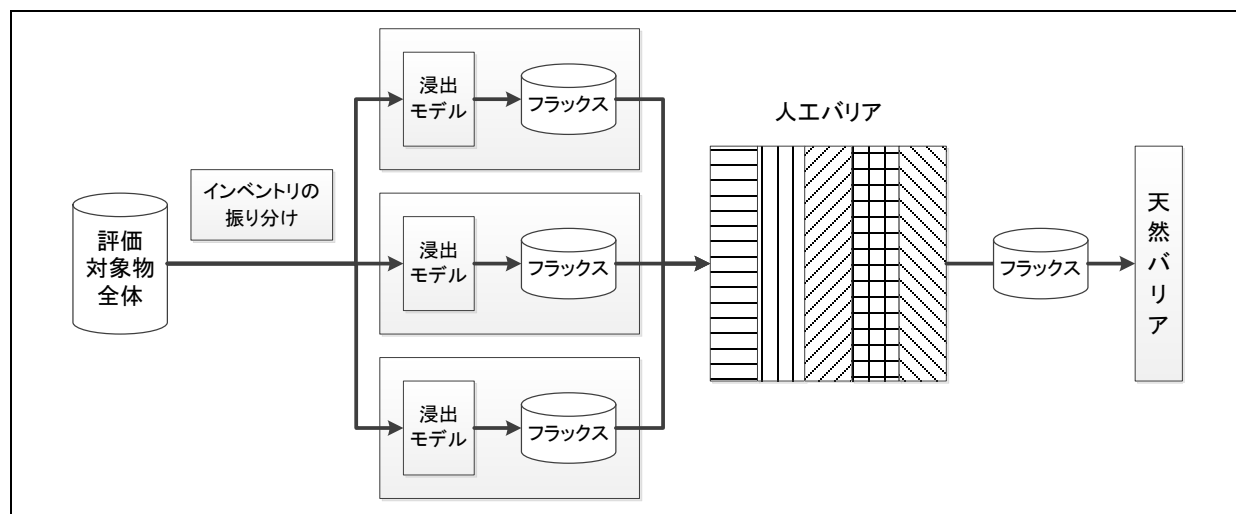 評価
対象物
全体
インベントリの
振り分け
浸出
モデル
フラックス
浸出
モデル
フラックス
浸出
モデル
フラックス
人工バリア
フラックス
天然バリア